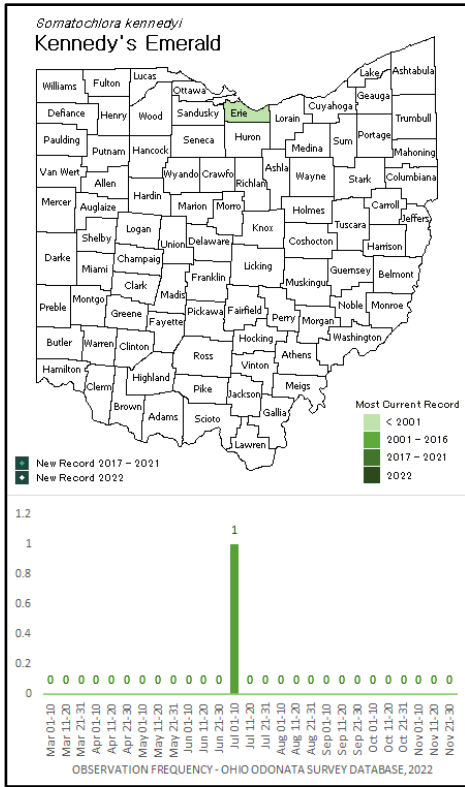 Somatochlora kennedyi
Kennedy's Emerald
Williams Fulton Lucas Ottawa Lake Ashtabula
Geauga
Defiance Henry Wood Sandusky Erie Lorain Cuyahoga Trumbull
Paulding Putnam Hancock Seneca Huron Medina Sum Portage Mahoning
Van Wert Allen Wyando Crawfo Richlan Ashla Wayne Stark Columbiana
Mercer Auglaize Hardin Marion Morro Holmes Carroll Jeffers
Shelby Logan Union Delaware Knox Coshocton Tuscara Harrison
Darke Champaig Licking Guernsey Belmont
Miami Clark Madis Franklin Muskingu
Preble Montgo Greene Fayette Pickawa Fairfield Perry Morgan Noble Monroe
Butler Warren Clinton Ross Hocking Athens Washington
Hamilton Clerm Highland Vinton Meigs
Brown Adams Pike Jackson Gallia
Scioto
Lawren
Most Current Record
< 2001
2001 - 2016
2017 - 2021
2022
New Record 2017 - 2021
New Record 2022
1.2
1
0.8
0.6
0.4
0.2
0
0 0 0 0 0 0 0 0 0 0 0 0 1 0 0 0 0 0 0 0 0 0 0 0 0 0 0
Mar 01-10
Mar 11-20
Mar 21-31
Apr 01-10
Apr 11-20
Apr 21-30
May 01-10
May 11-20
May 21-31
Jun 01-10
Jun 11-20
Jun 21-30
Jul 01-10
Jul 11-20
Jul 21-31
Aug 01-10
Aug 11-20
Aug 21-31
Sep 01-10
Sep 11-20
Sep 21-30
Oct 01-10
Oct 11-20
Oct 21-31
Nov 01-10
Nov 11-20
Nov 21-30
OBSERVATION FREQUENCY - OHIO ODONATA SURVEY DATABASE, 2022